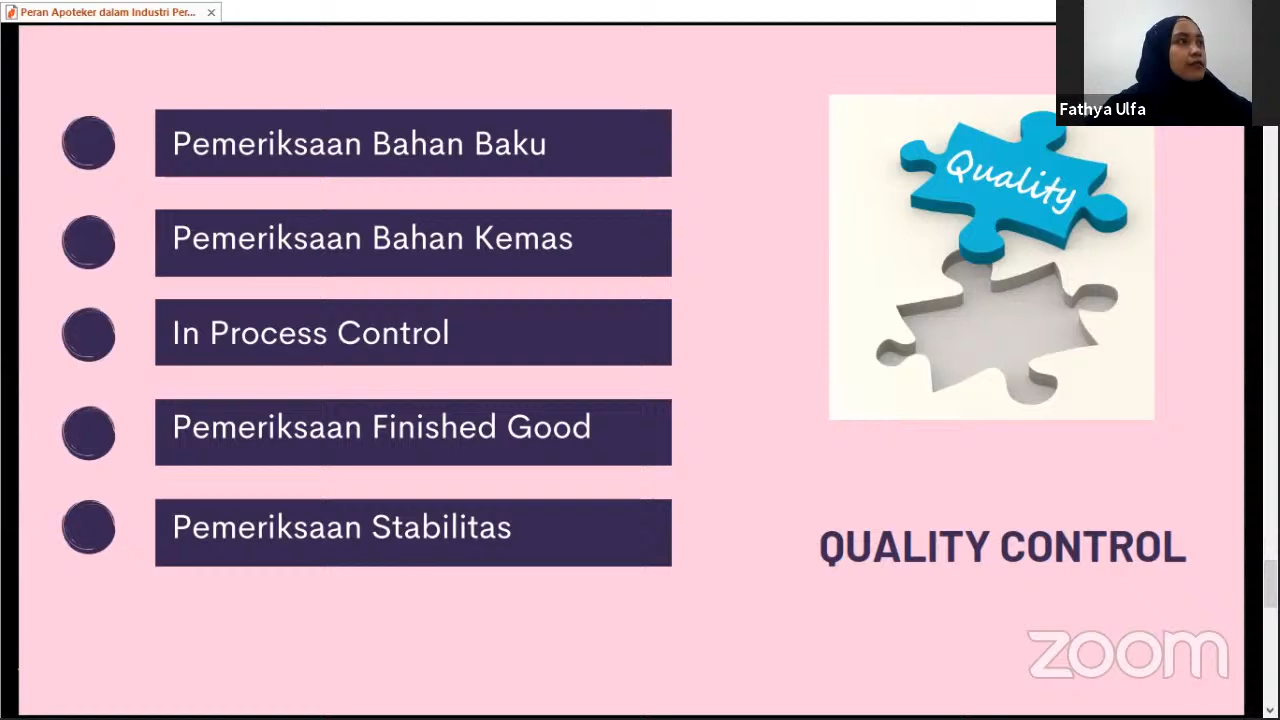 Peran Apoteker dalam Industri Per...
Fathya Ulfa
Pemeriksaan Bahan Baku
Quality
Pemeriksaan Bahan Kemas
In Process Control
Pemeriksaan Finished Good
Pemeriksaan Stabilitas
QUALITY CONTROL
zoom